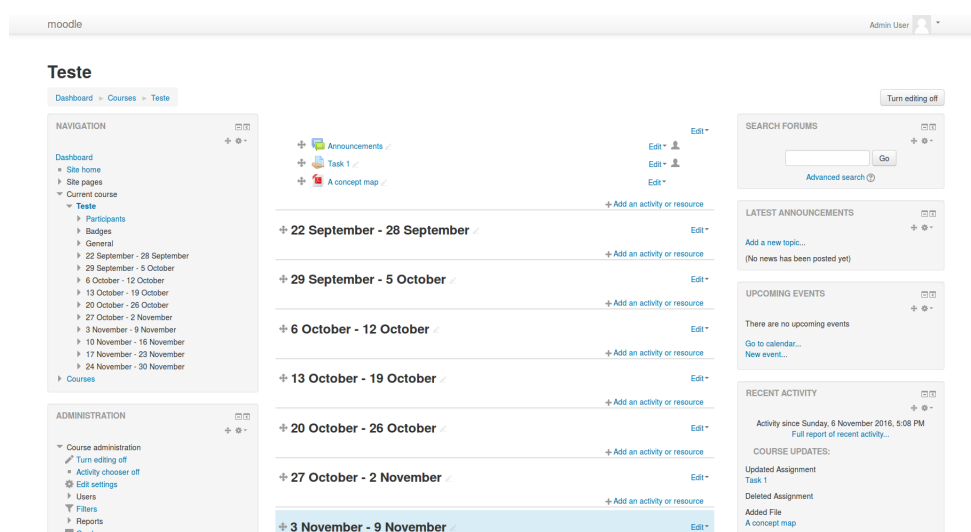 moodle
Admin User
Teste
Dashboard Courses Teste
Turn editing off
NAVIGATION
Dashboard
Site home
Site pages
Current course
Teste
Participants
Badges
General
22 September - 28 September
29 September - 5 October
6 October - 12 October
13 October - 19 October
20 October - 26 October
27 October - 2 November
3 November - 9 November
10 November - 16 November
17 November - 23 November
24 November - 30 November
Courses
ADMINISTRATION
Course administration
Turn editing off
Activity chooser off
Edit settings
Users
Filters
Reports
Edit
Announcements Edit
Task 1 Edit
A concept map Edit
Add an activity or resource
22 September - 28 September Edit
Add an activity or resource
29 September - 5 October Edit
Add an activity or resource
6 October - 12 October Edit
Add an activity or resource
13 October - 19 October Edit
Add an activity or resource
20 October - 26 October Edit
Add an activity or resource
27 October - 2 November Edit
Add an activity or resource
3 November - 9 November Edit
SEARCH FORUMS
Go
Advanced search
LATEST ANNOUNCEMENTS
Add a new topic...
(No news has been posted yet)
UPCOMING EVENTS
There are no upcoming events
Go to calendar...
New event...
RECENT ACTIVITY
Activity since Sunday, 6 November 2016, 5:08 PM
Full report of recent activity...
COURSE UPDATES:
Updated Assignment
Task 1
Deleted Assignment
Added File
A concept map